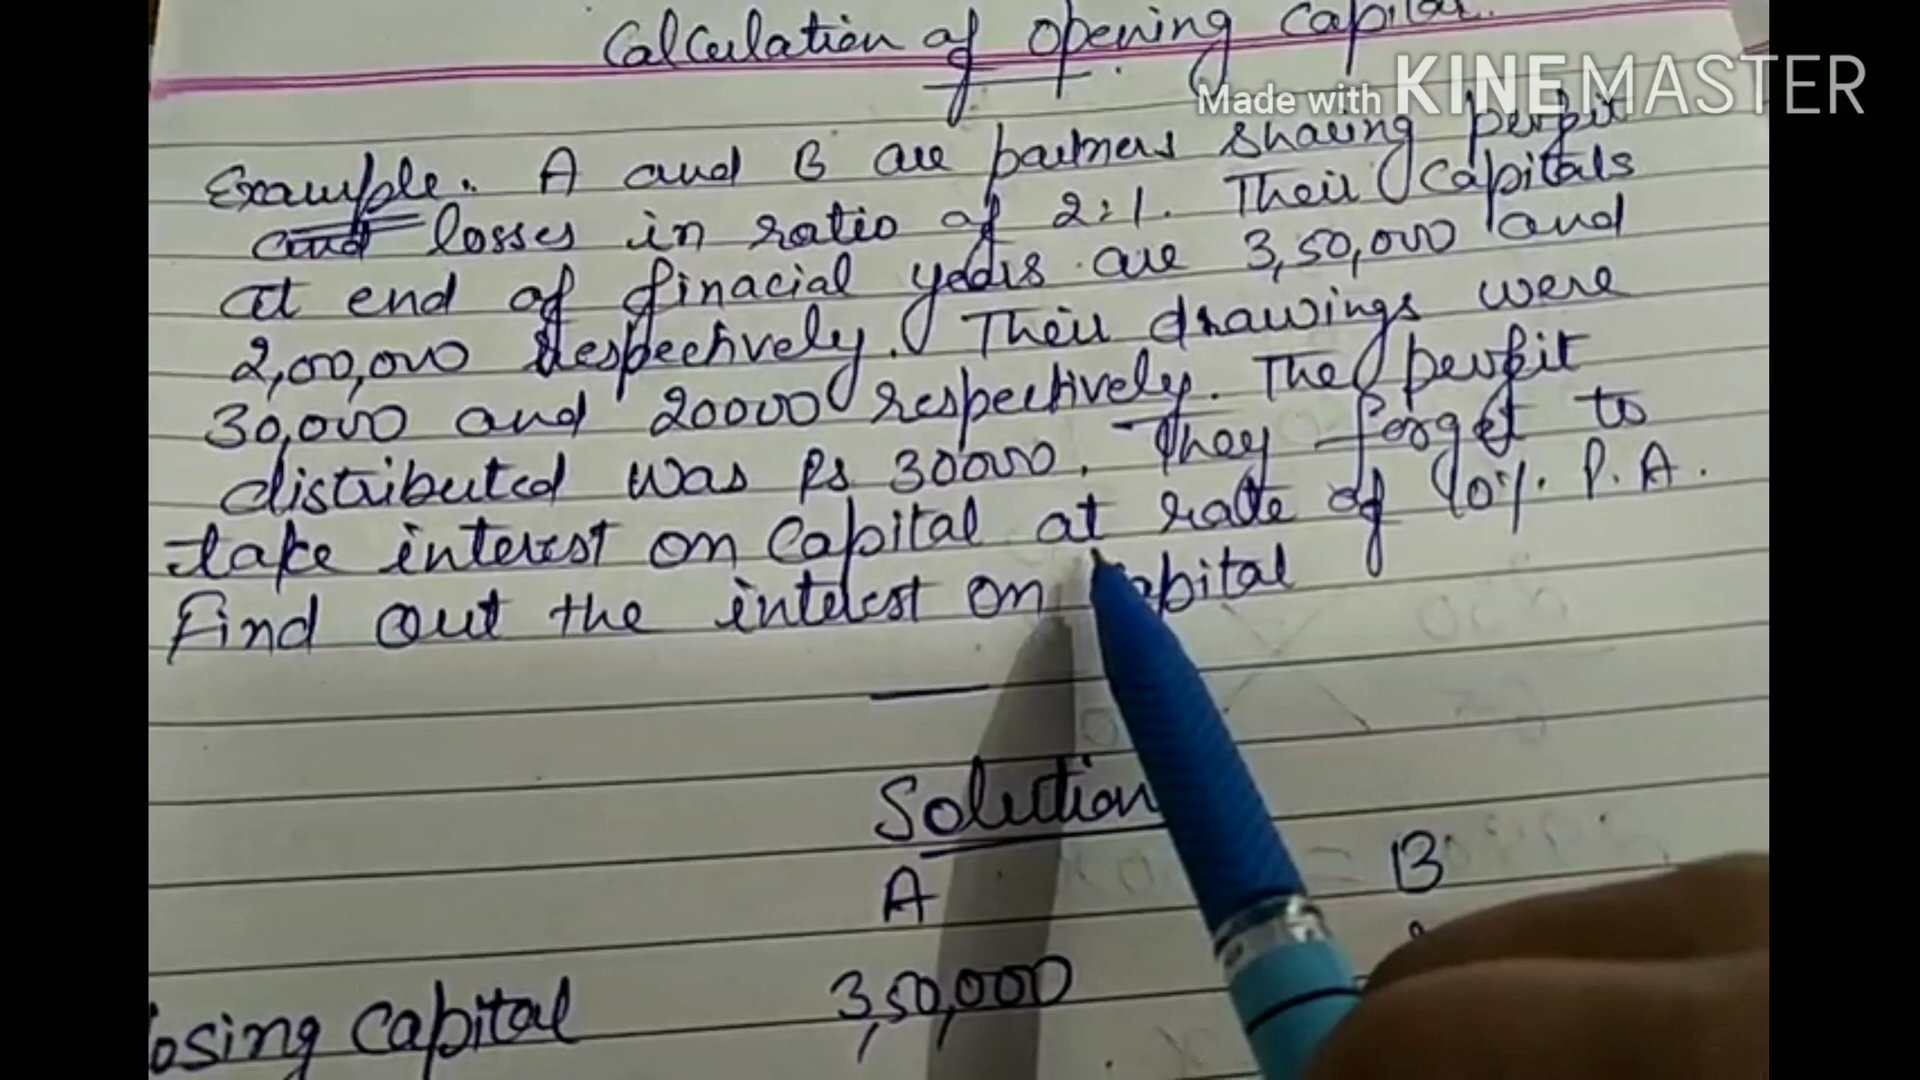 Calculation of opening capital.
Made with KINEMASTER
Example. A and B are partners sharing
and losses in ratio of 2:1. Their Capitals
at end of finacial years are 3,50,000 and
2,00,000 respectively. Their drawings were
30,000 and 20000 respectively. The
distributed was Rs 30000. They forget to
take interest on Capital at rate of 10%. P.A.
Find out the interest on
Solution
A B
osing Capital 3,50,000